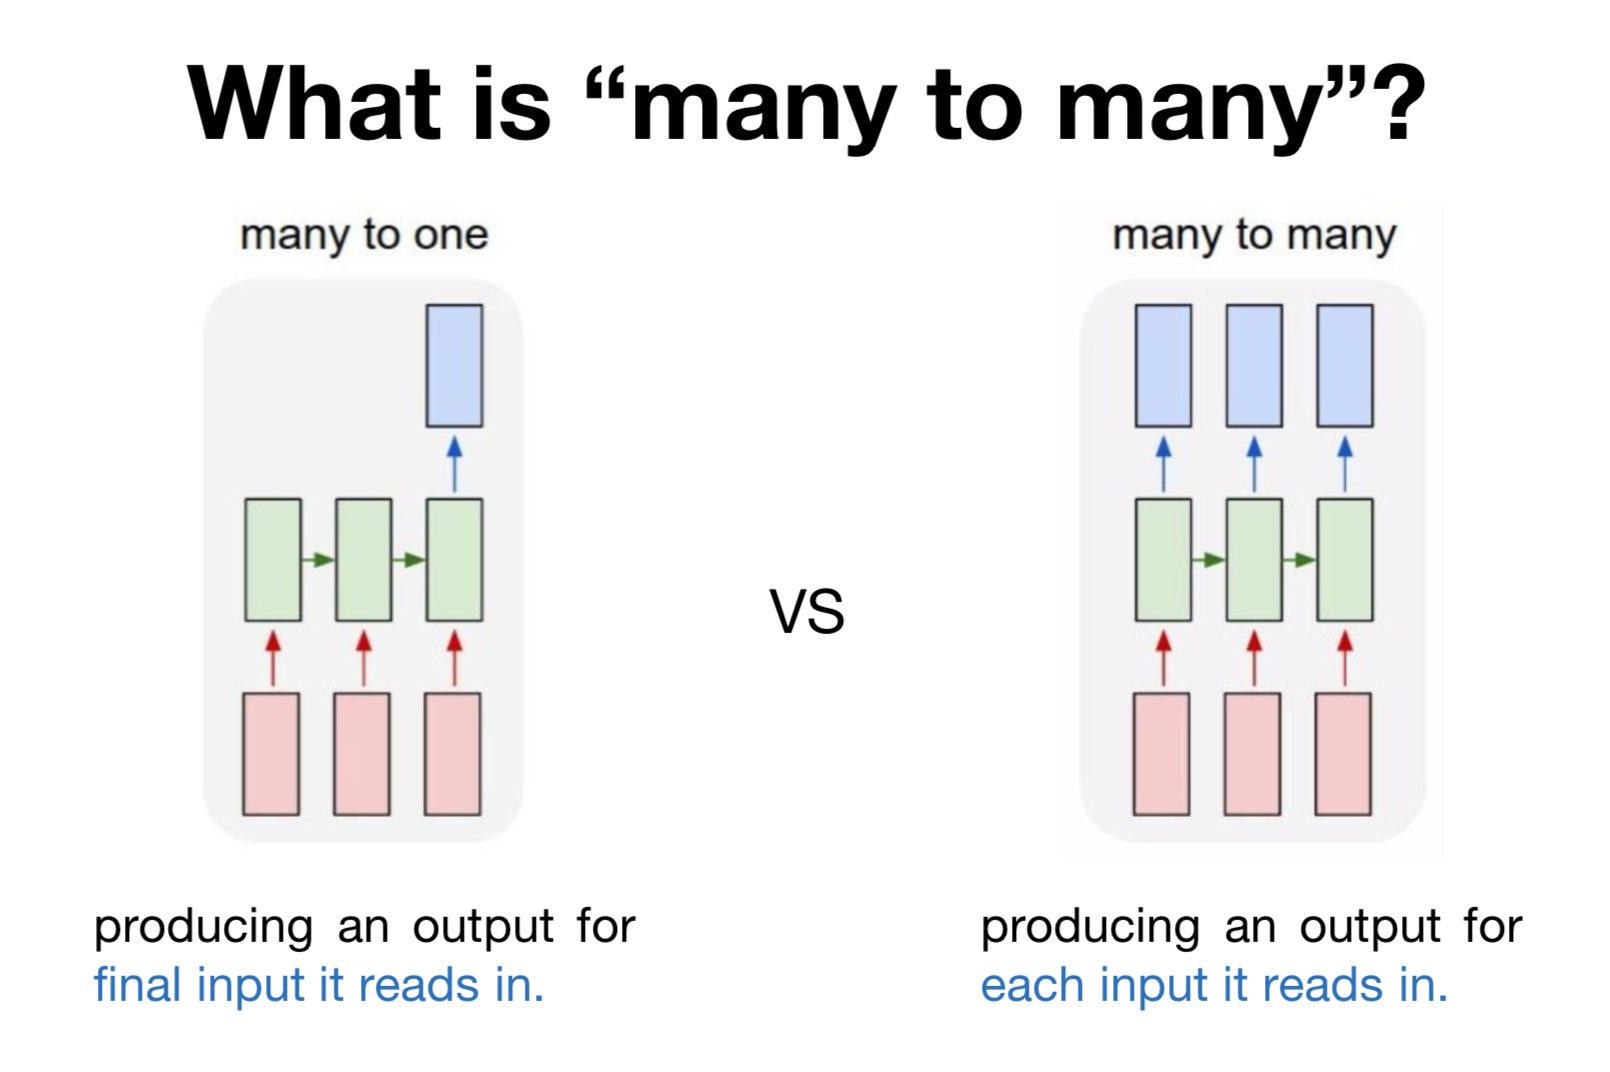 What is “many to many”?
many to one
many to many
VS
producing an output for
final input it reads in.
producing an output for
each input it reads in.